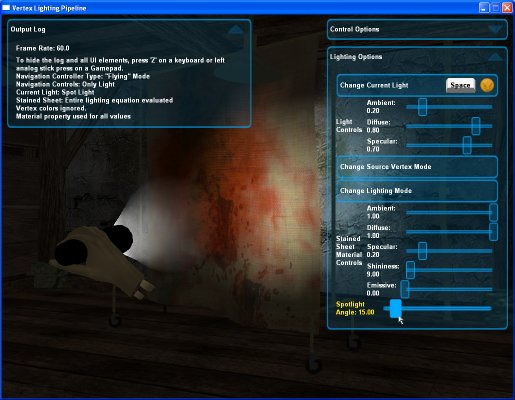 Vertex Lighting Pipeline
Output Log
Frame Rate: 60.0
To hide the log and all UI elements, press 'Z' on a keyboard or left
analog stick press on a Gamepad.
Navigation Controller Type: "Flying" Mode
Navigation Controls: Only Light
Current Light: Spot Light
Stained Sheet: Entire lighting equation evaluated
Vertex colors ignored.
Material property used for all values
Control Options
Lighting Options
Change Current Light
Space
Y
Light
Controls
Ambient:
0.20
Diffuse:
0.80
Specular:
0.70
Change Source Vertex Mode
Change Lighting Mode
Stained
Sheet
Material
Controls
Ambient:
1.00
Diffuse:
1.00
Specular:
0.20
Shininess:
9.00
Emissive:
0.00
Spotlight
Angle: 15.00